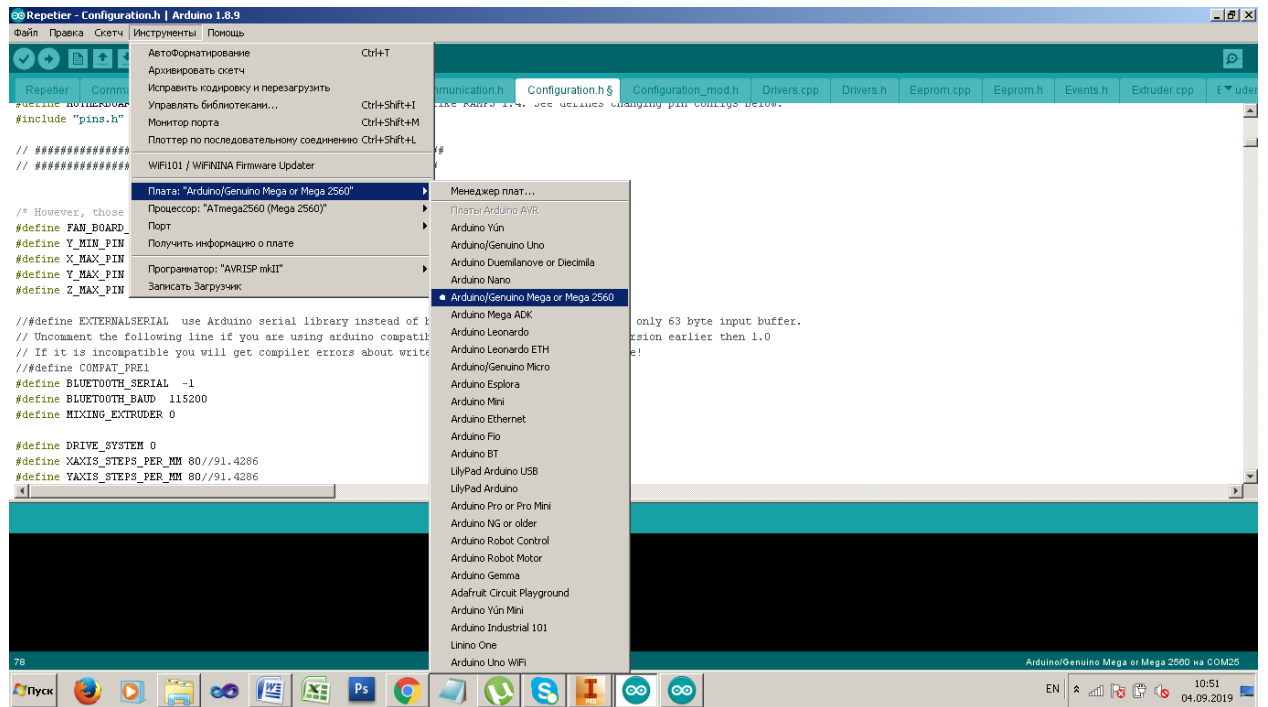 Repetier - Configuration.h | Arduino 1.8.9
Файл Правка Скетч Инструменты Помощь
Repetier Comm
munication.h Configuration.h § Configuration_mod.h Drivers.cpp Drivers.h Eeprom.cpp Eeprom.h Events.h Extruder.cpp
АвтоФорматирование Ctrl+T
Архивировать скетч
Исправить кодировку и перезагрузить
Управлять библиотеками... Ctrl+Shift+I
Монитор порта Ctrl+Shift+M
Плоттер по последовательному соединению Ctrl+Shift+L
WiFi101 / WiFiNINA Firmware Updater
Плата: "Arduino/Genuino Mega or Mega 2560"
Процессор: "ATmega2560 (Mega 2560)"
Порт
Получить информацию о плате
Программатор: "AVRISP mkII"
Записать Загрузчик
Менеджер плат...
Платы Arduino AVR
Arduino Yún
Arduino/Genuino Uno
Arduino Duemilanove or Diecimila
Arduino Nano
Arduino/Genuino Mega or Mega 2560
Arduino Mega ADK
Arduino Leonardo
Arduino Leonardo ETH
Arduino/Genuino Micro
Arduino Esplora
Arduino Mini
Arduino Ethernet
Arduino Fio
Arduino BT
LilyPad Arduino USB
LilyPad Arduino
Arduino Pro or Pro Mini
Arduino NG or older
Arduino Robot Control
Arduino Robot Motor
Arduino Gemma
Adafruit Circuit Playground
Arduino Yún Mini
Arduino Industrial 101
Linino One
Arduino Uno WiFi
#include "pins.h"
// ################
// ################
/* However, those
#define FAN_BOARD_
#define Y_MIN_PIN
#define X_MAX_PIN
#define Y_MAX_PIN
#define Z_MAX_PIN
//#define EXTERNALSERIAL use Arduino serial library instead of only 63 byte input buffer.
// Uncomment the following line if you are using arduino compatib rsion earlier then 1.0
// If it is incompatible you will get compiler errors about write e!
//#define COMPAT_PRE1
#define BLUETOOTH_SERIAL -1
#define BLUETOOTH_BAUD 115200
#define MIXING_EXTRUDER 0
#define DRIVE_SYSTEM 0
#define XAXIS_STEPS_PER_MM 80//91.4286
#define YAXIS_STEPS_PER_MM 80//91.4286
78 Arduino/Genuino Mega or Mega 2560 на COM25
Пуск
Ps
EN
10:51
04.09.2019